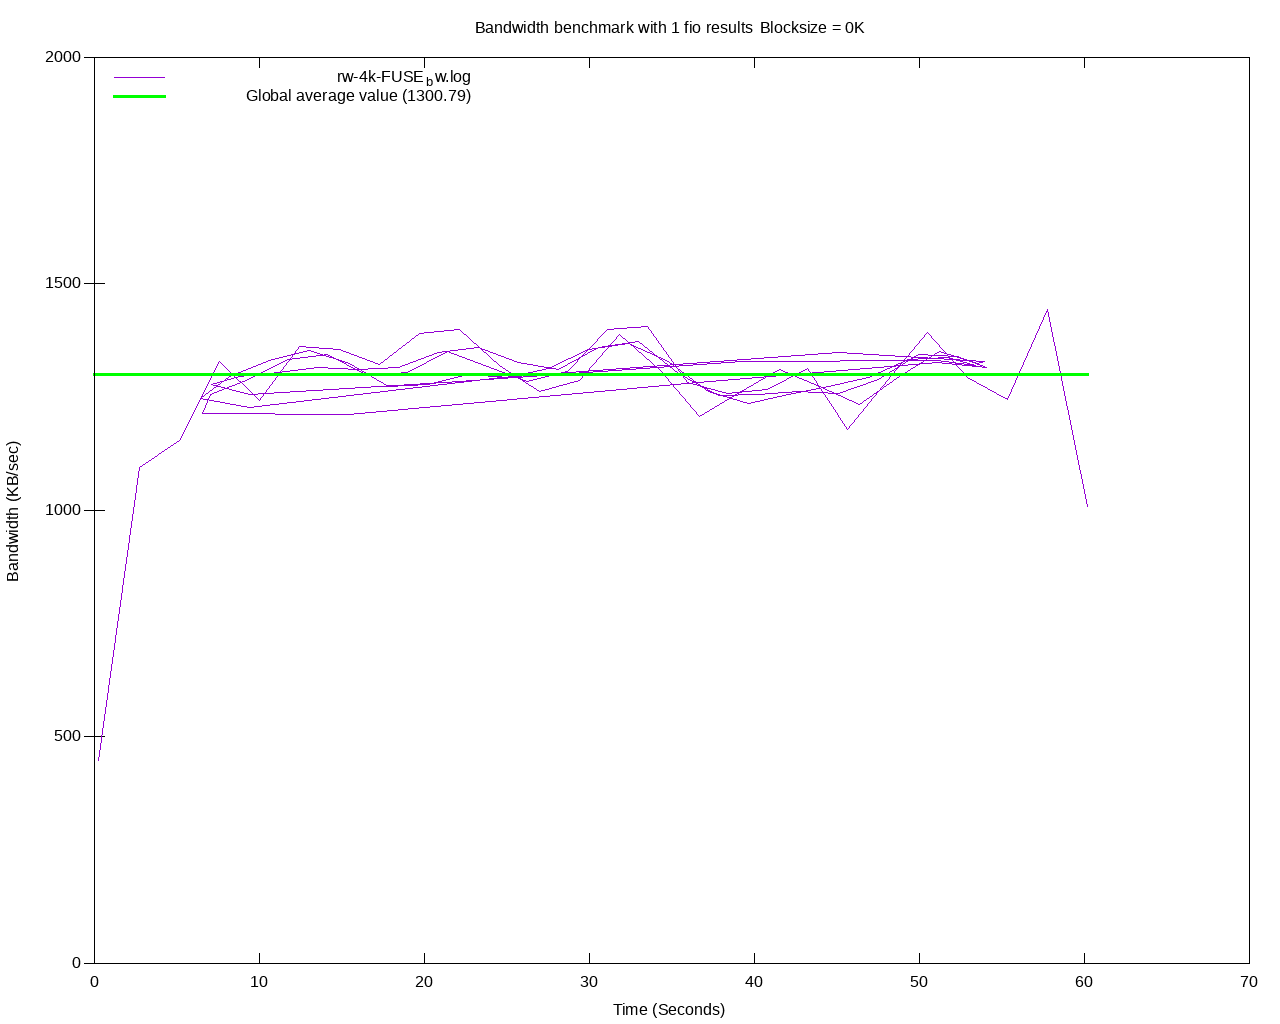 Bandwidth benchmark with 1 fio results Blocksize = 0K
2000
rw-4k-FUSE_bw.log
Global average value (1300.79)
1500
1000
500
0
Bandwidth (KB/sec)
0 10 20 30 40 50 60 70
Time (Seconds)